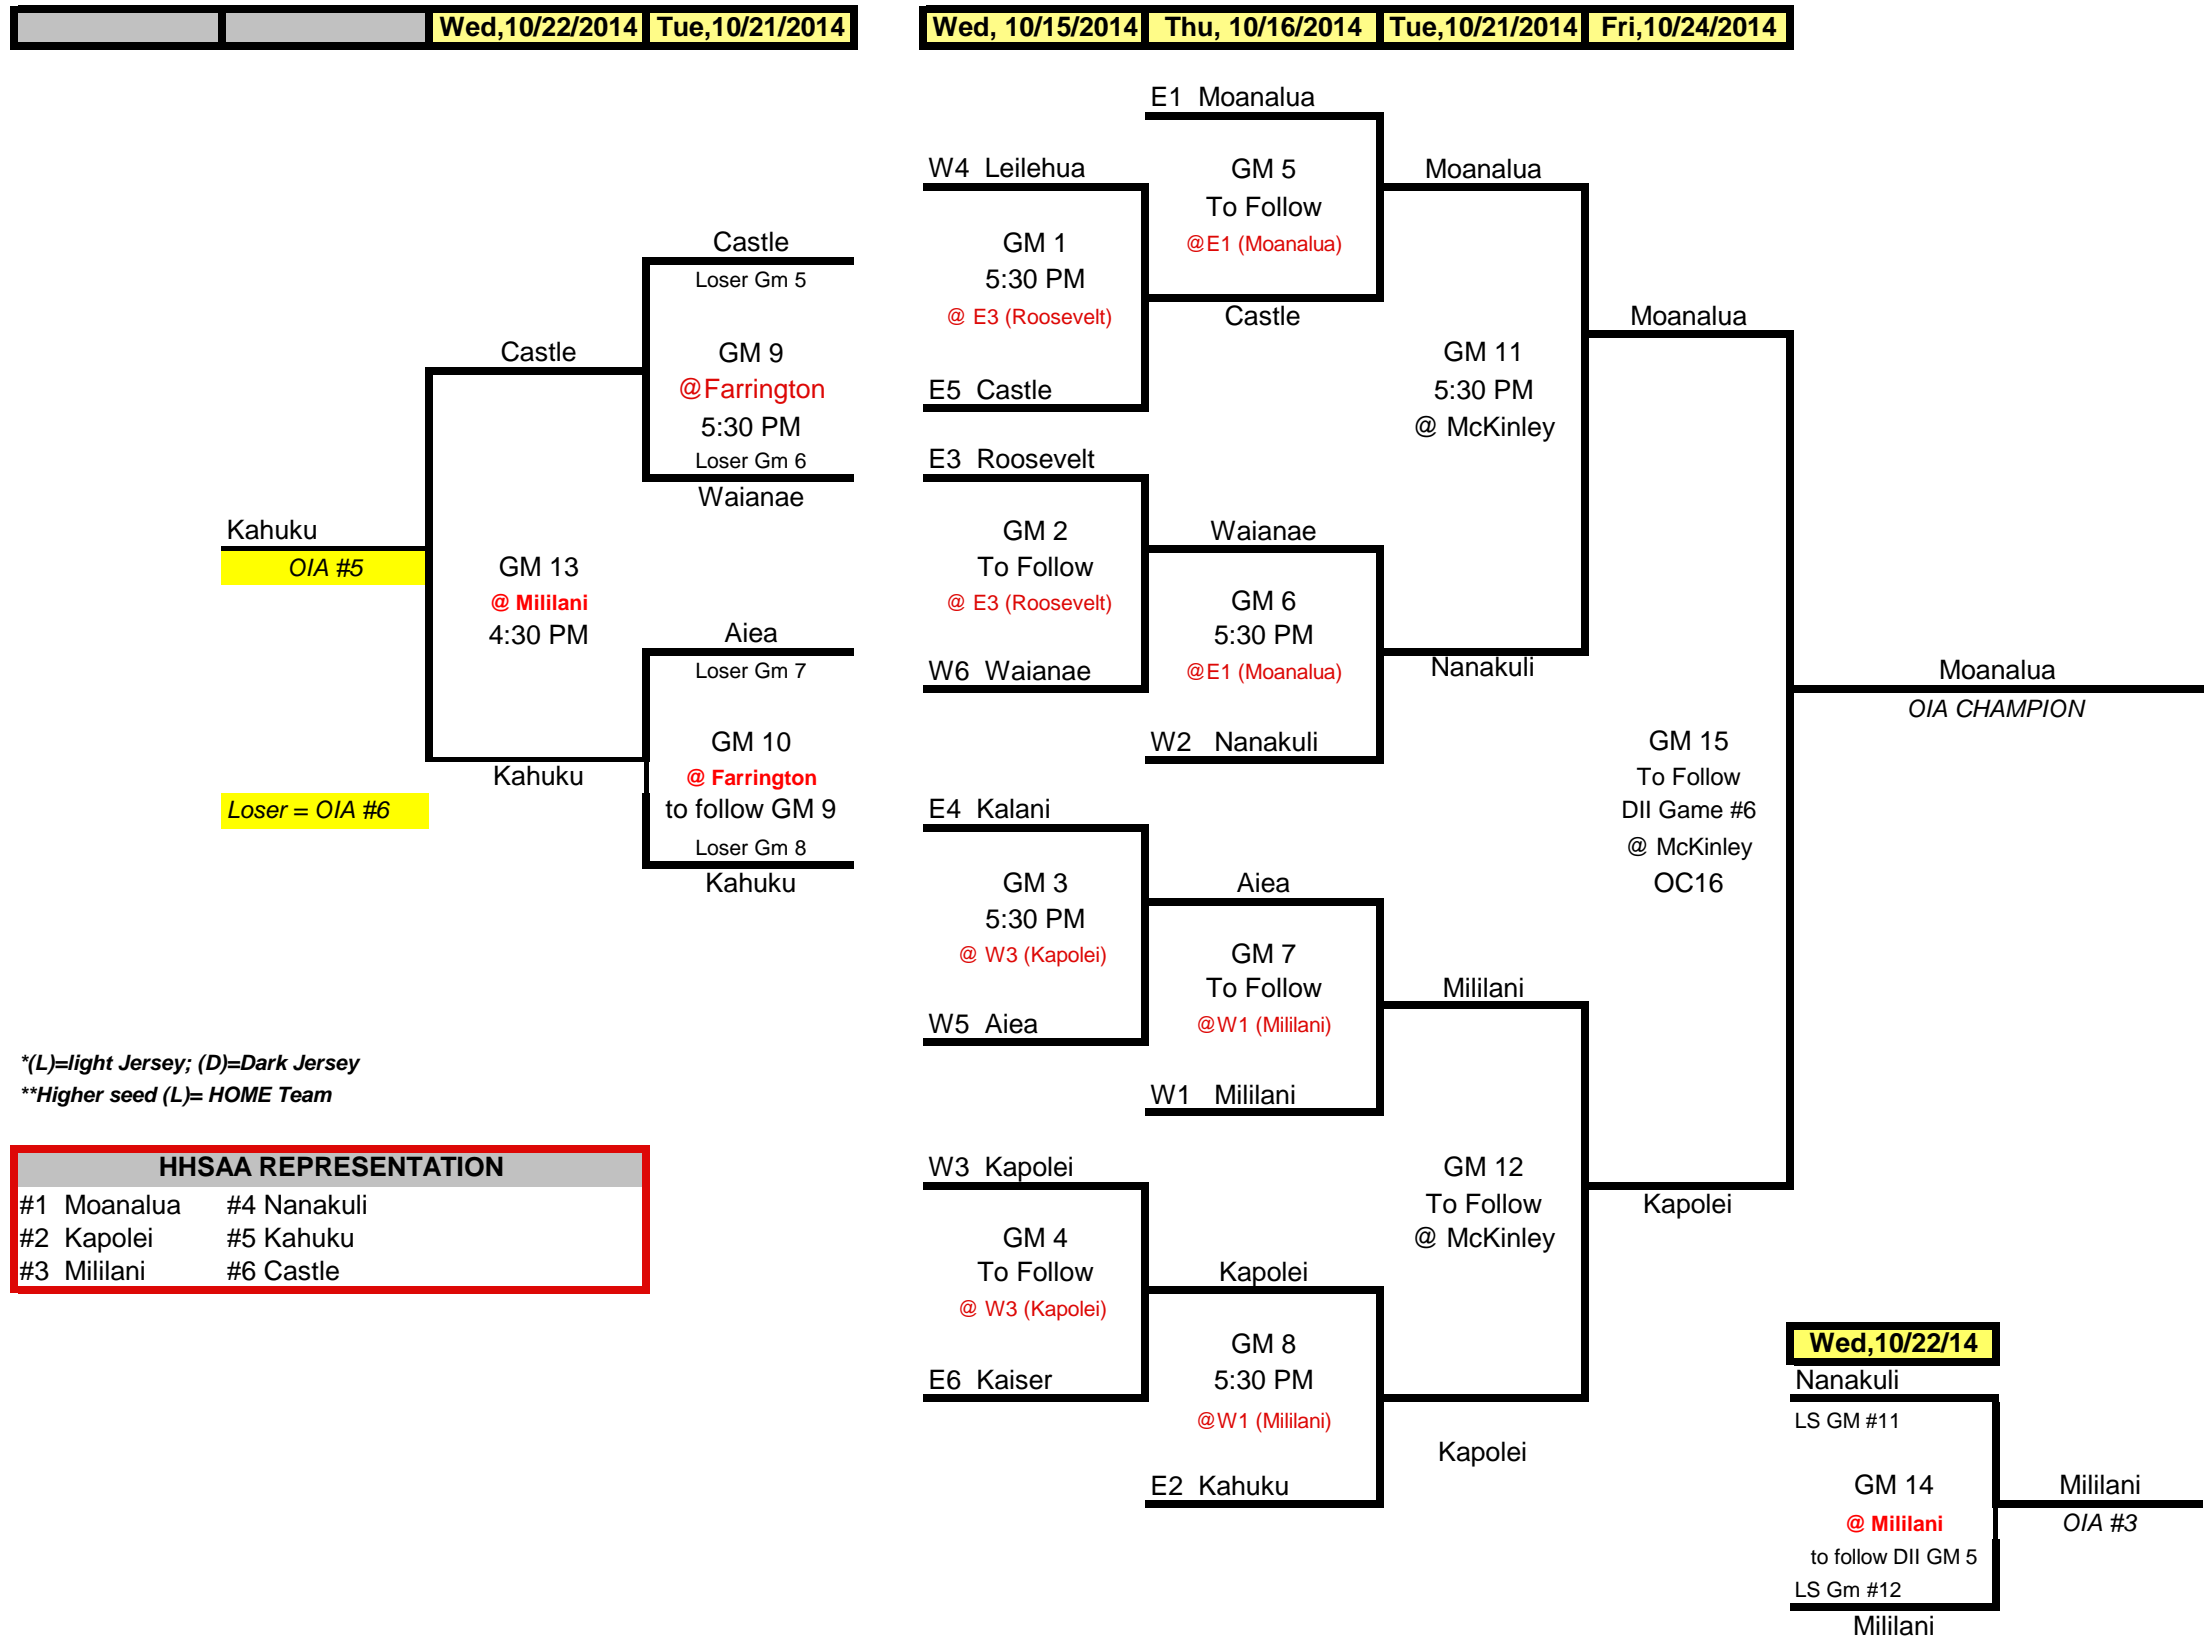 Wed,10/22/2014 Tue,10/21/2014 Wed, 10/15/2014 Thu, 10/16/2014 Tue,10/21/2014 Fri,10/24/2014
E1 Moanalua
W4 Leilehua GM 5 Moanalua
To Follow
Castle GM 1 @E1 (Moanalua)
Loser Gm 5 5:30 PM
@ E3 (Roosevelt) Castle Moanalua
Castle GM 9 GM 11
@Farrington E5 Castle 5:30 PM
5:30 PM @ McKinley
Loser Gm 6 E3 Roosevelt
Waianae
Kahuku GM 2 Waianae
OIA #5 GM 13 To Follow
@ Mililani @ E3 (Roosevelt) GM 6
4:30 PM Aiea 5:30 PM
Loser Gm 7 W6 Waianae @E1 (Moanalua) Nanakuli Moanalua
OIA CHAMPION
GM 10 W2 Nanakuli GM 15
Kahuku @ Farrington To Follow
Loser = OIA #6 to follow GM 9 E4 Kalani DII Game #6
Loser Gm 8 @ McKinley
Kahuku GM 3 Aiea OC16
5:30 PM
@ W3 (Kapolei) GM 7
To Follow Mililani
W5 Aiea @W1 (Mililani)
*(L)=light Jersey; (D)=Dark Jersey
**Higher seed (L)= HOME Team W1 Mililani
HHSAA REPRESENTATION W3 Kapolei GM 12
#1 Moanalua #4 Nanakuli To Follow Kapolei
#2 Kapolei #5 Kahuku GM 4 @ McKinley
#3 Mililani #6 Castle To Follow Kapolei
@ W3 (Kapolei)
GM 8 Wed,10/22/14
E6 Kaiser 5:30 PM Nanakuli
@W1 (Mililani) LS GM #11
Kapolei
E2 Kahuku GM 14 Mililani
@ Mililani OIA #3
to follow DII GM 5
LS Gm #12
Mililani